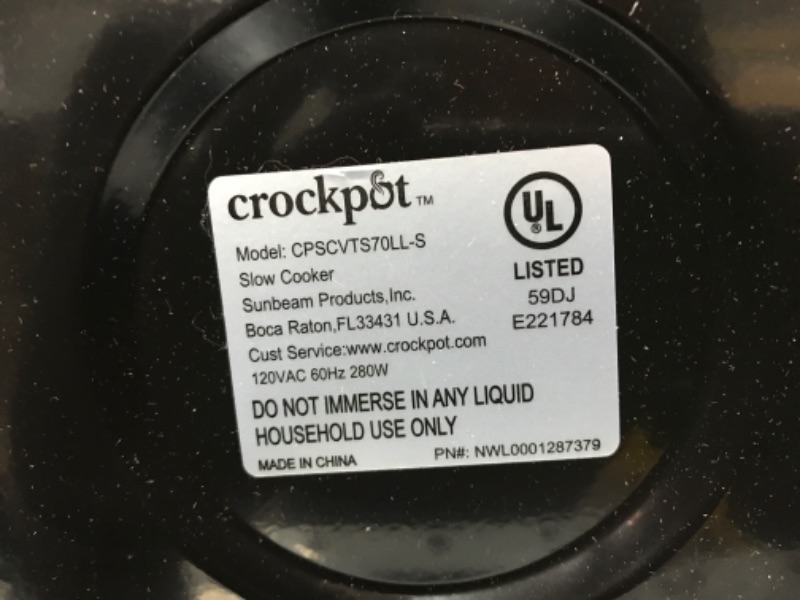 crockpot™
Model: CPSCVTS70LL-S
Slow Cooker
Sunbeam Products,Inc.
Boca Raton,FL33431 U.S.A.
Cust Service:www.crockpot.com
120VAC 60Hz 280W
DO NOT IMMERSE IN ANY LIQUID
HOUSEHOLD USE ONLY
MADE IN CHINA
PN#: NWL0001287379
UL®
LISTED
59DJ
E221784